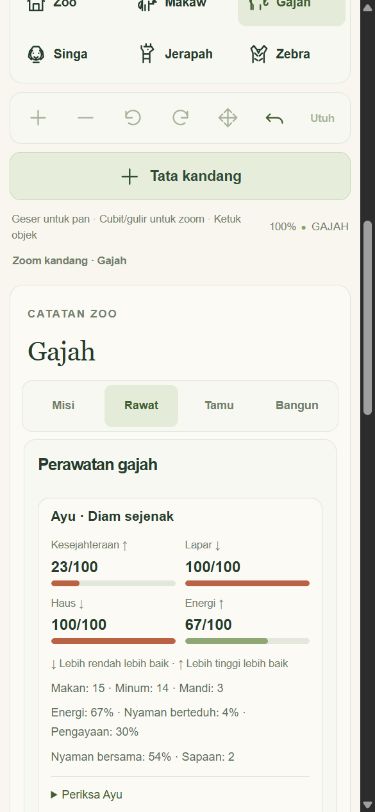 Zoo Makaw Gajah
Singa Jerapah Zebra
Utuh
Tata kandang
Geser untuk pan · Cubit/gulir untuk zoom · Ketuk
objek
100% • GAJAH
Zoom kandang · Gajah
CATATAN ZOO
Gajah
Misi Rawat Tamu Bangun
Perawatan gajah
Ayu · Diam sejenak
Kesejahteraan ↑ Lapar ↓
23/100 100/100
Haus ↓ Energi ↑
100/100 67/100
↓ Lebih rendah lebih baik · ↑ Lebih tinggi lebih baik
Makan: 15 · Minum: 14 · Mandi: 3
Energi: 67% · Nyaman berteduh: 4% ·
Pengayaan: 30%
Nyaman bersama: 54% · Sapaan: 2
▶ Periksa Ayu